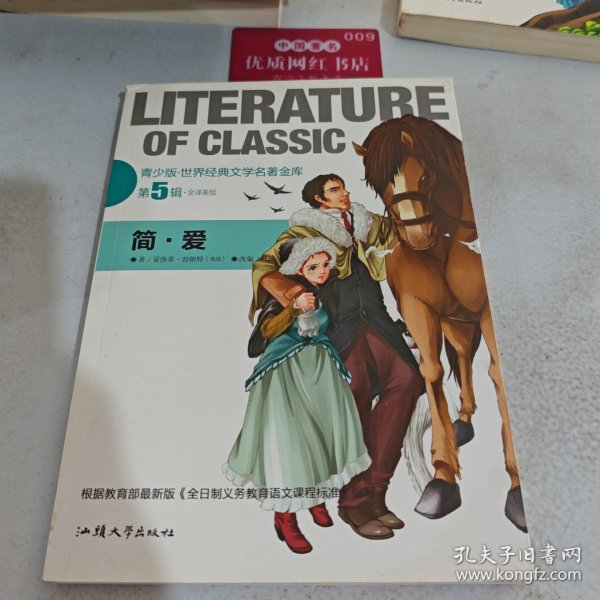 009
中国著名
优质网红书店
LITERATURE
OF CLASSIC
青少版·世界经典文学名著金库
第5辑·全译美绘
简·爱
◉ 著／夏洛蒂·勃朗特［英国］ ◉ 改编
根据教育部最新版《全日制义务教育语文课程标准》编写
汕头大学出版社
孔夫子旧书网
www.kongfz.com